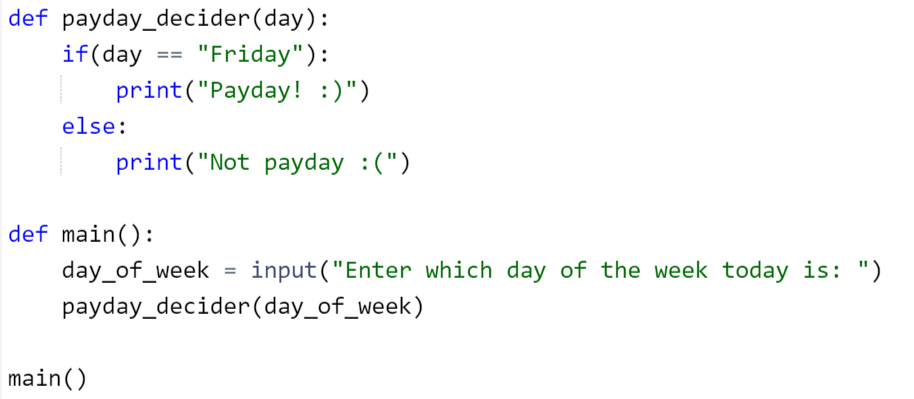 def payday_decider(day):
    if(day == "Friday"):
        print("Payday! :)")
    else:
        print("Not payday :(")

def main():
    day_of_week = input("Enter which day of the week today is: ")
    payday_decider(day_of_week)

main()